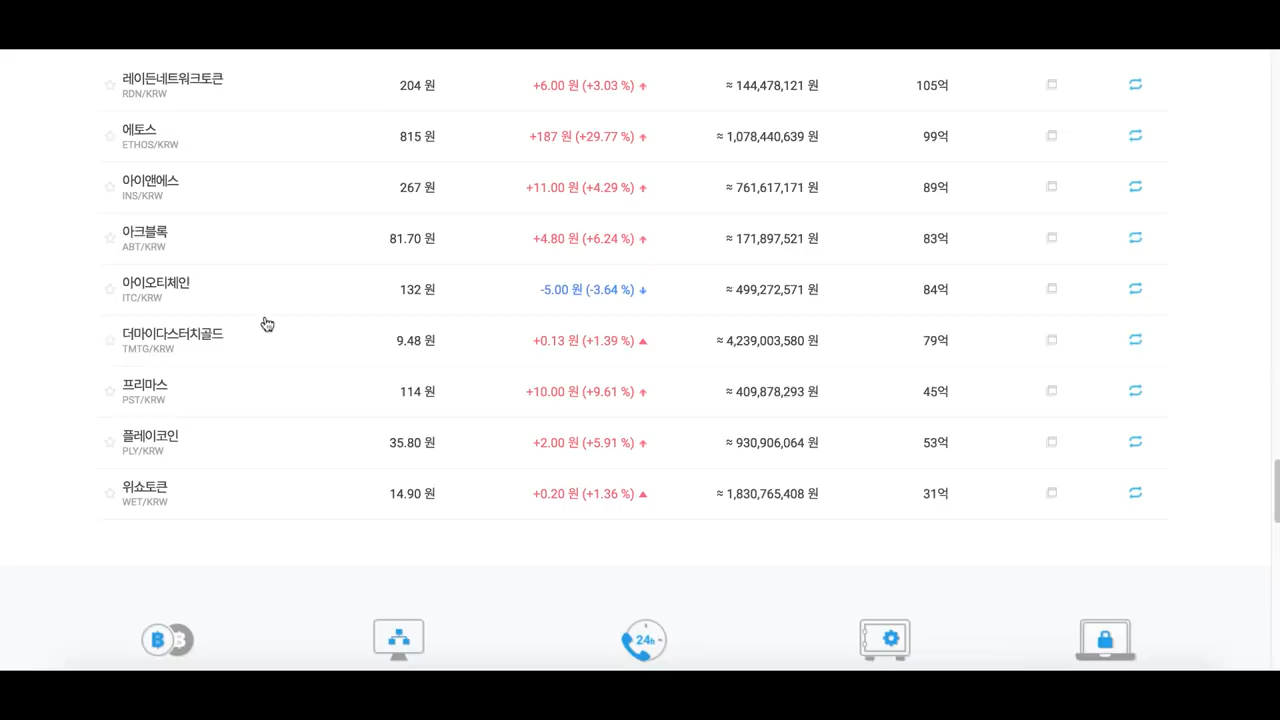 레이든네트워크토큰
RDN/KRW
204 원
+6.00 원 (+3.03 %)
≈ 144,478,121 원
105억
에토스
ETHOS/KRW
815 원
+187 원 (+29.77 %)
≈ 1,078,440,639 원
99억
아이앤에스
INS/KRW
267 원
+11.00 원 (+4.29 %)
≈ 761,617,171 원
89억
아크블록
ABT/KRW
81.70 원
+4.80 원 (+6.24 %)
≈ 171,897,521 원
83억
아이오티체인
ITC/KRW
132 원
-5.00 원 (-3.64 %)
≈ 499,272,571 원
84억
더마이다스터치골드
TMTG/KRW
9.48 원
+0.13 원 (+1.39 %)
≈ 4,239,003,580 원
79억
프리마스
PST/KRW
114 원
+10.00 원 (+9.61 %)
≈ 409,878,293 원
45억
플레이코인
PLY/KRW
35.80 원
+2.00 원 (+5.91 %)
≈ 930,906,064 원
53억
위쇼토큰
WET/KRW
14.90 원
+0.20 원 (+1.36 %)
≈ 1,830,765,408 원
31억
24h